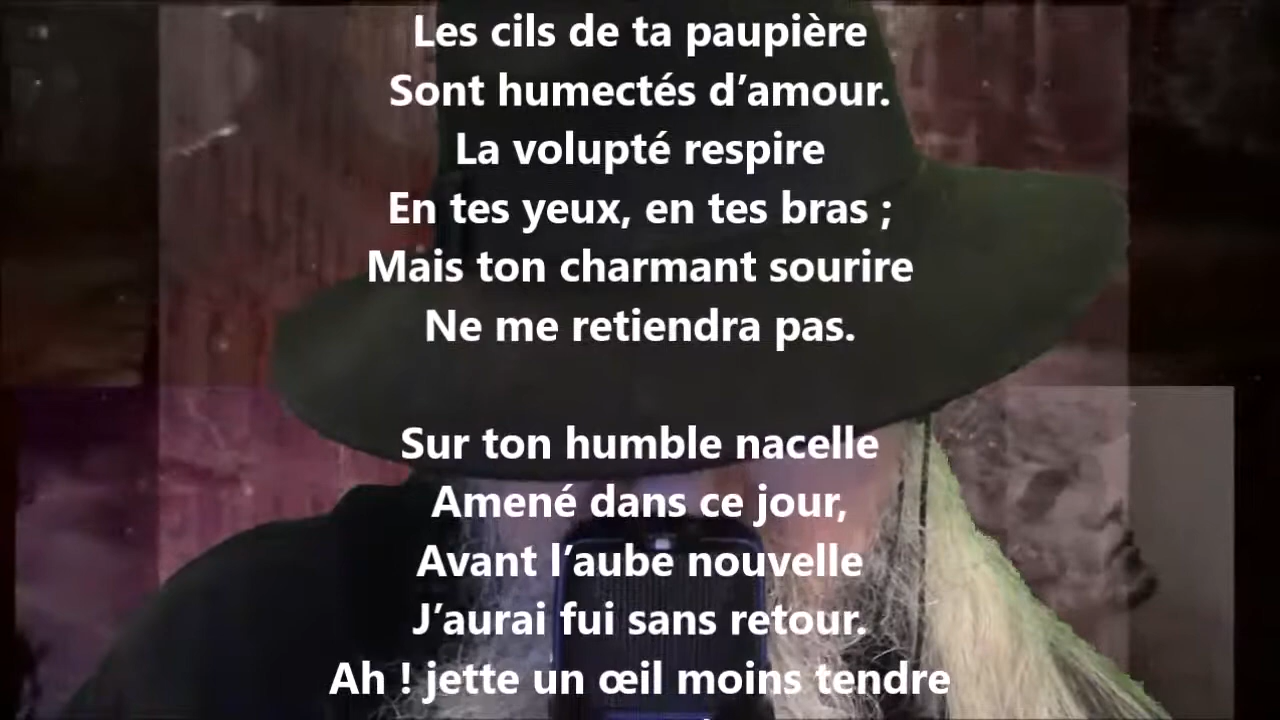 Les cils de ta paupière
Sont humectés d’amour.
La volupté respire
En tes yeux, en tes bras ;
Mais ton charmant sourire
Ne me retiendra pas.
Sur ton humble nacelle
Amené dans ce jour,
Avant l’aube nouvelle
J’aurai fui sans retour.
Ah ! jette un œil moins tendre